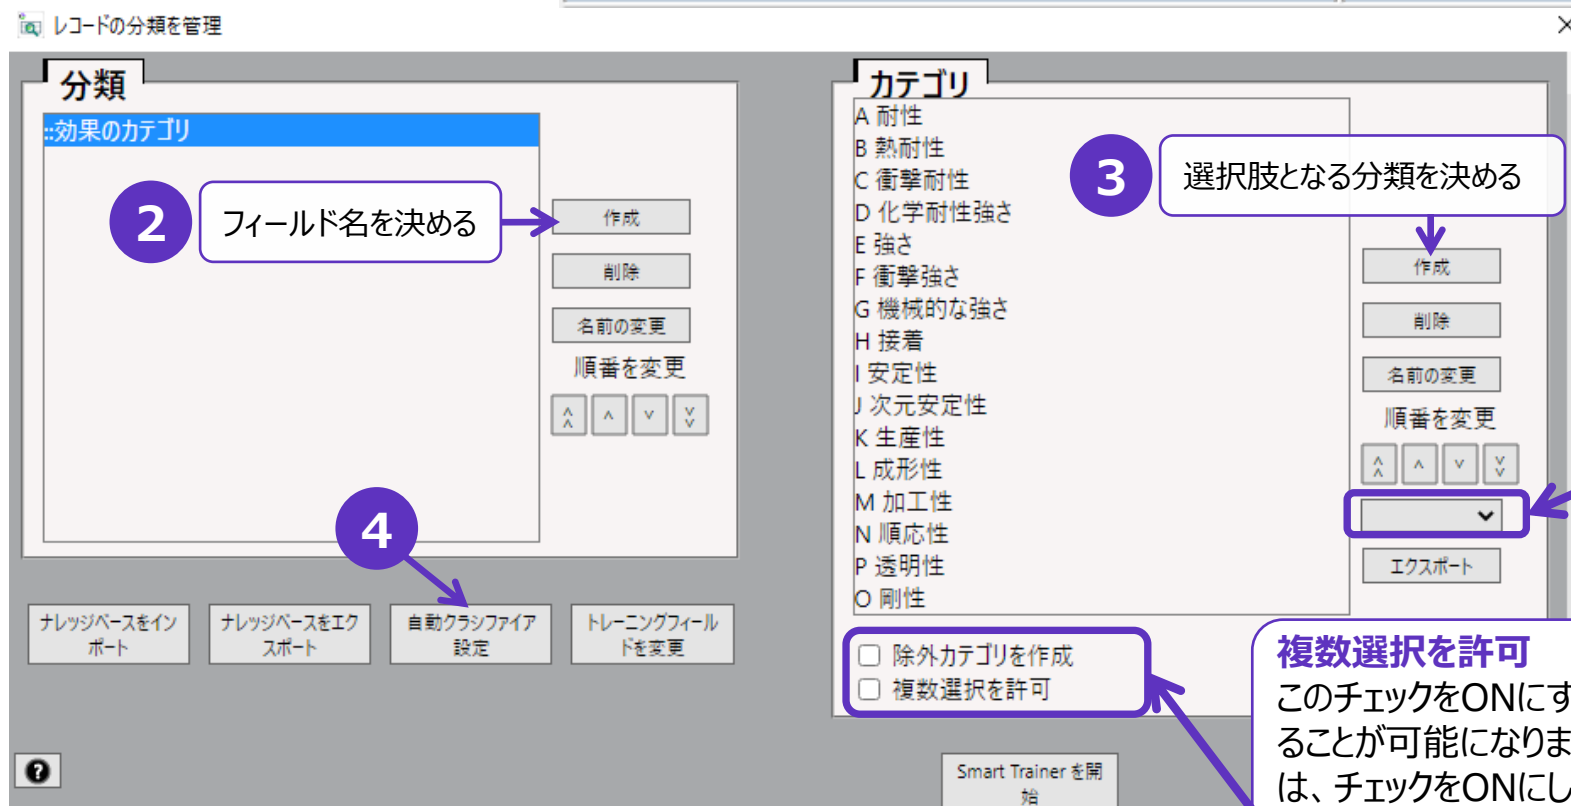 レコードの分類を管理
分類
::効果のカテゴリ
2
フィールド名を決める
作成
削除
名前の変更
順番を変更
4
ナレッジベースをイン
ポート
ナレッジベースをエク
スポート
自動クラシファイア
設定
トレーニングフィール
ドを変更
カテゴリ
A 耐性
B 熱耐性
C 衝撃耐性
D 化学耐性強さ
E 強さ
F 衝撃強さ
G 機械的な強さ
H 接着
I 安定性
J 次元安定性
K 生産性
L 成形性
M 加工性
N 順応性
P 透明性
O 剛性
3
選択肢となる分類を決める
作成
削除
名前の変更
順番を変更
エクスポート
除外カテゴリを作成
複数選択を許可
複数選択を許可
このチェックをONにす
ることが可能になりま
は、チェックをONにし
Smart Trainer を開
始